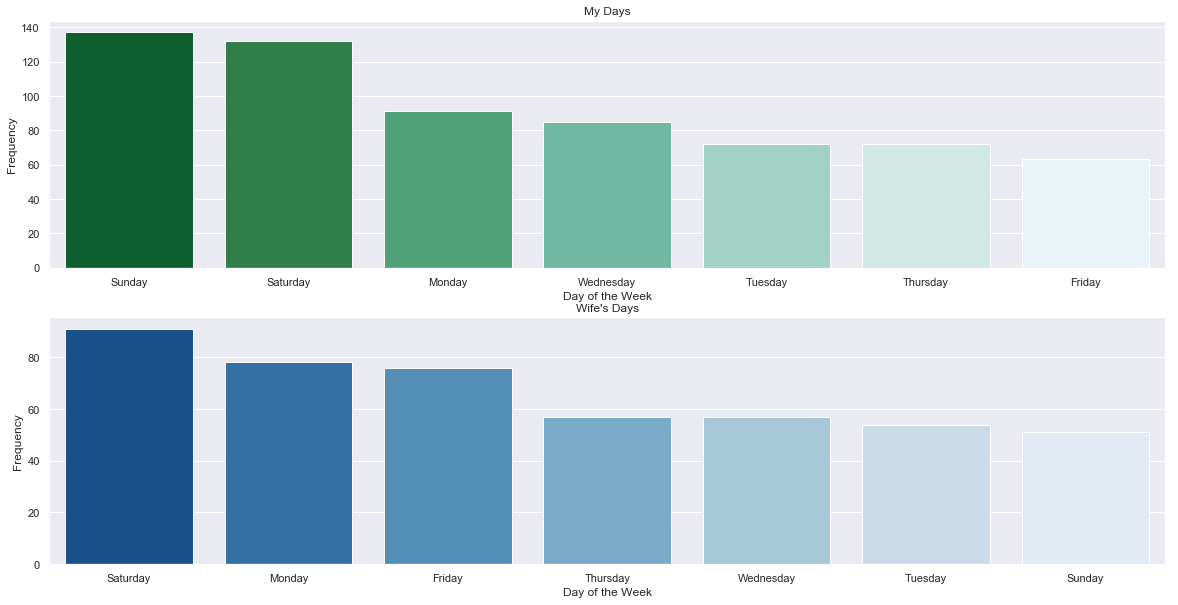 My Days
140
120
100
80
60
40
20
0
Frequency
Sunday Saturday Monday Wednesday Tuesday Thursday Friday
Day of the Week
Wife's Days
80
60
40
20
0
Frequency
Saturday Monday Friday Thursday Wednesday Tuesday Sunday
Day of the Week